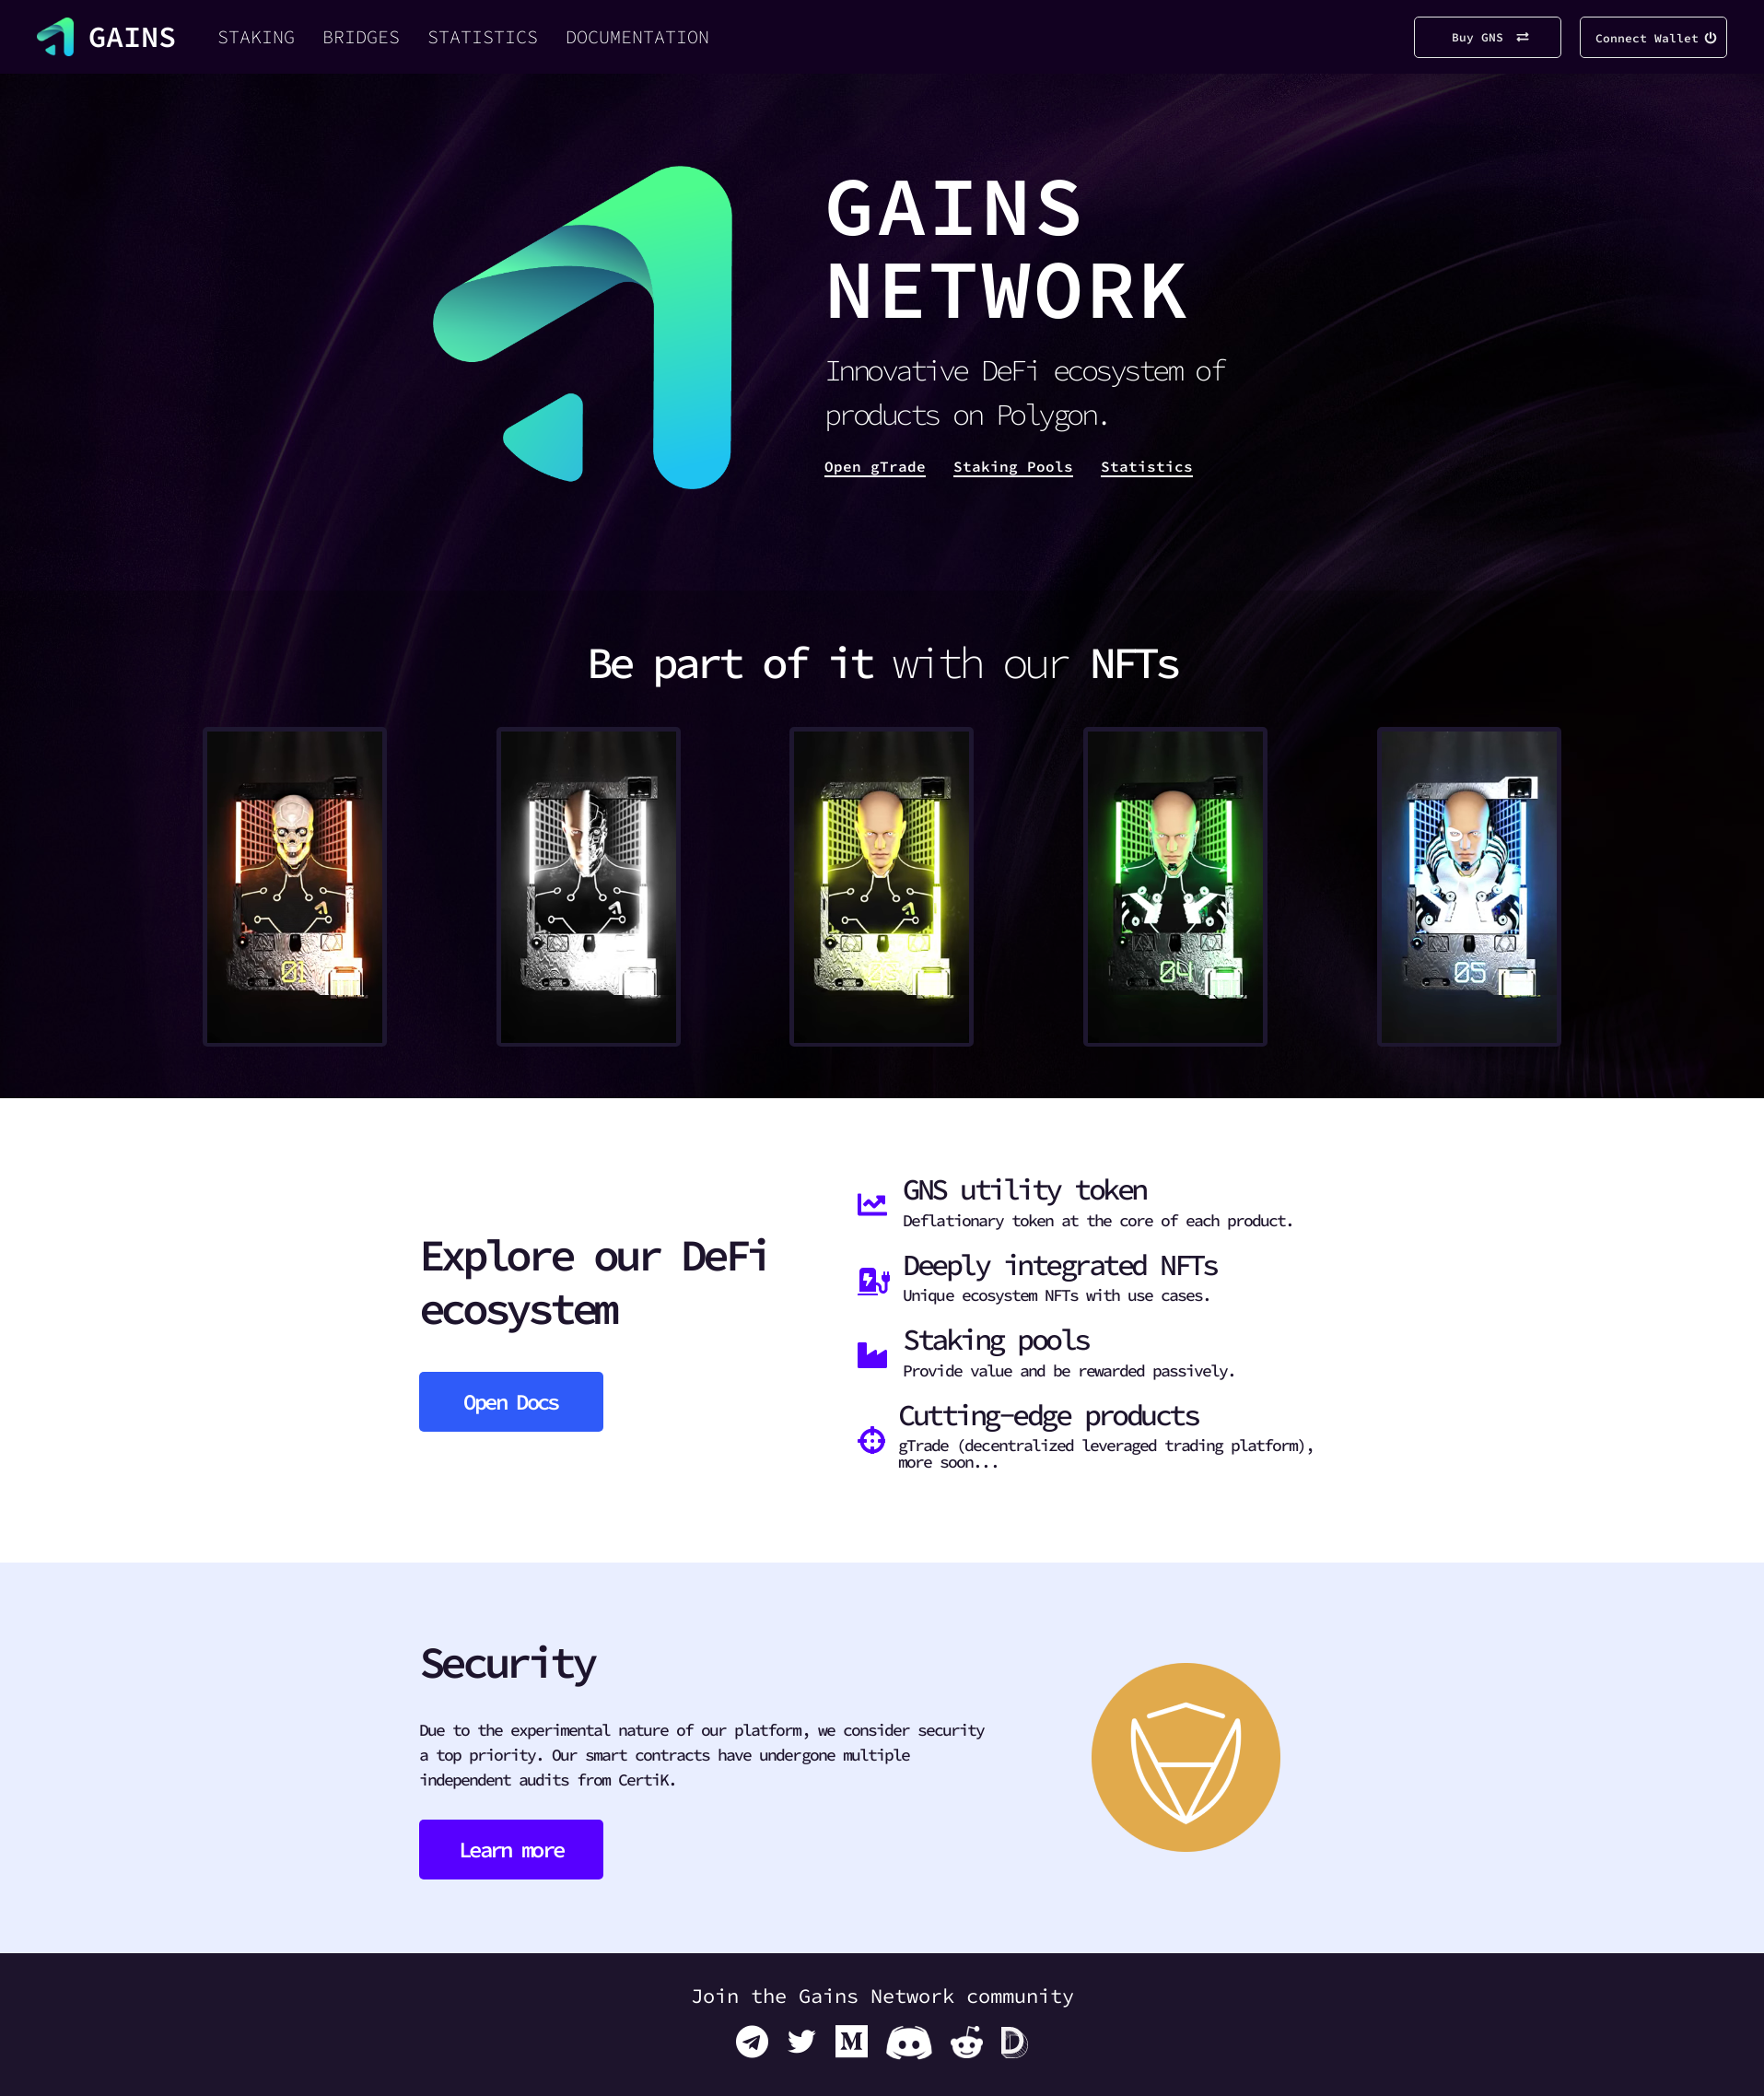 GAINS
STAKING
BRIDGES
STATISTICS
DOCUMENTATION
Buy GNS
Connect Wallet
GAINS
NETWORK
Innovative DeFi ecosystem of
products on Polygon.
Open gTrade
Staking Pools
Statistics
Be part of it with our NFTs
01
04
05
Explore our DeFi
ecosystem
Open Docs
GNS utility token
Deflationary token at the core of each product.
Deeply integrated NFTs
Unique ecosystem NFTs with use cases.
Staking pools
Provide value and be rewarded passively.
Cutting-edge products
gTrade (decentralized leveraged trading platform),
more soon...
Security
Due to the experimental nature of our platform, we consider security
a top priority. Our smart contracts have undergone multiple
independent audits from CertiK.
Learn more
Join the Gains Network community